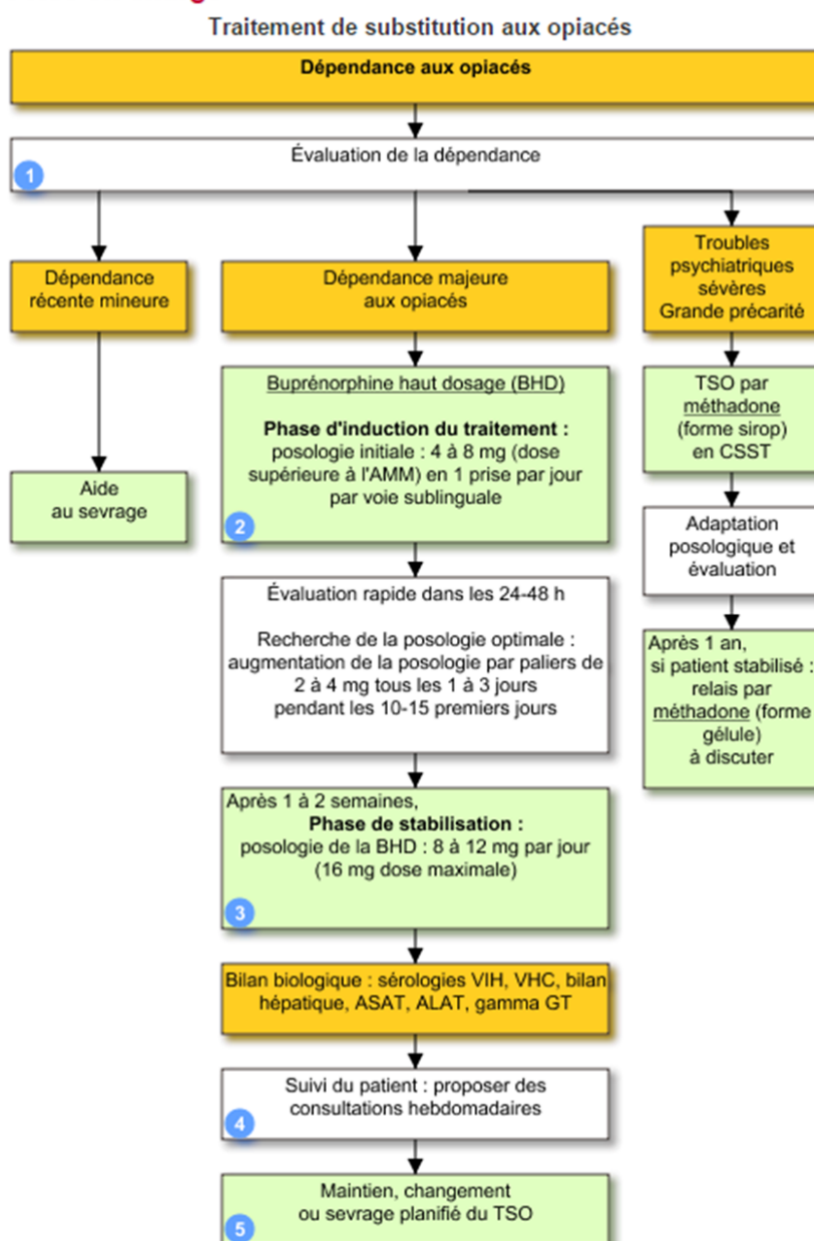 Traitement de substitution aux opiacés
Dépendance aux opiacés
Évaluation de la dépendance
1
Dépendance
récente mineure
Aide
au sevrage
Dépendance majeure
aux opiacés
Buprénorphine haut dosage (BHD)
Phase d'induction du traitement :
posologie initiale : 4 à 8 mg (dose
supérieure à l'AMM) en 1 prise par jour
par voie sublinguale
2
Évaluation rapide dans les 24-48 h
Recherche de la posologie optimale :
augmentation de la posologie par paliers de
2 à 4 mg tous les 1 à 3 jours
pendant les 10-15 premiers jours
Après 1 à 2 semaines,
Phase de stabilisation :
posologie de la BHD : 8 à 12 mg par jour
(16 mg dose maximale)
3
Bilan biologique : sérologies VIH, VHC, bilan
hépatique, ASAT, ALAT, gamma GT
Suivi du patient : proposer des
consultations hebdomadaires
4
Maintien, changement
ou sevrage planifié du TSO
5
Troubles
psychiatriques
sévères
Grande précarité
TSO par
méthadone
(forme sirop)
en CSST
Adaptation
posologique et
évaluation
Après 1 an,
si patient stabilisé :
relais par
méthadone (forme
gélule)
à discuter